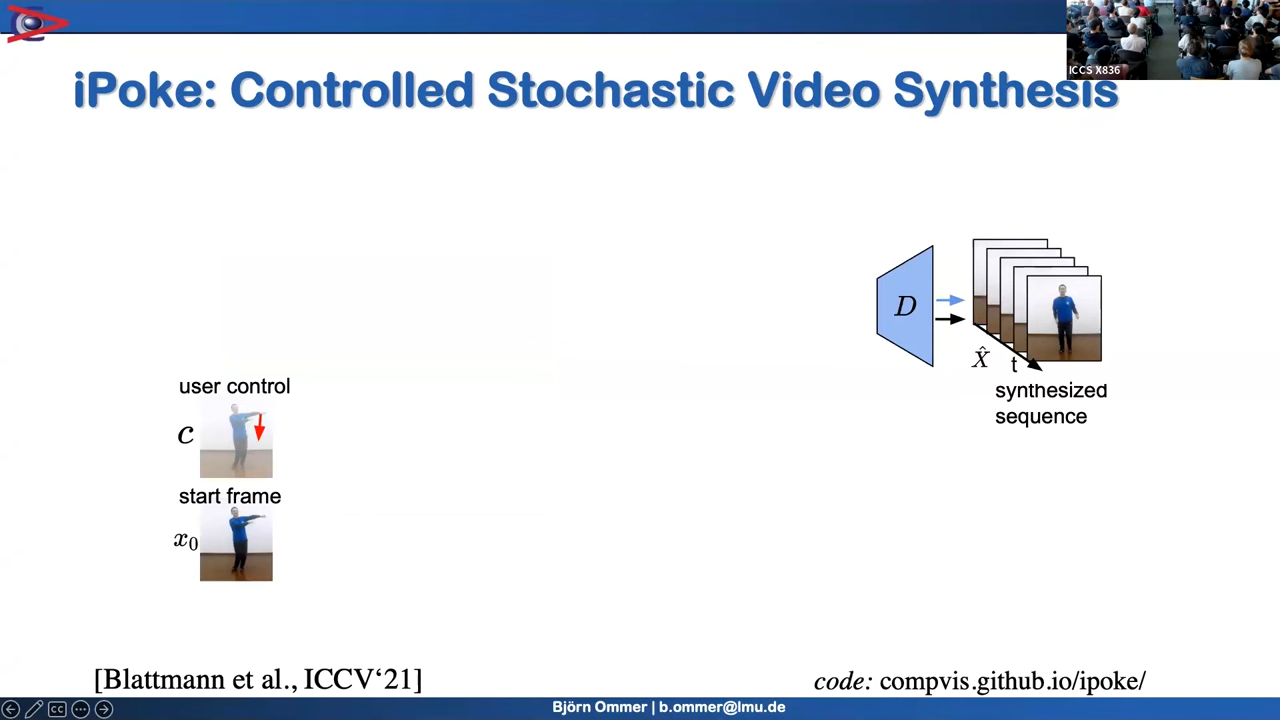 ICCS X836
iPoke: Controlled Stochastic Video Synthesis
D
X̂
t
synthesized
sequence
user control
c
start frame
x₀
[Blattmann et al., ICCV‘21]
code: compvis.github.io/ipoke/
CC
Björn Ommer | b.ommer@lmu.de